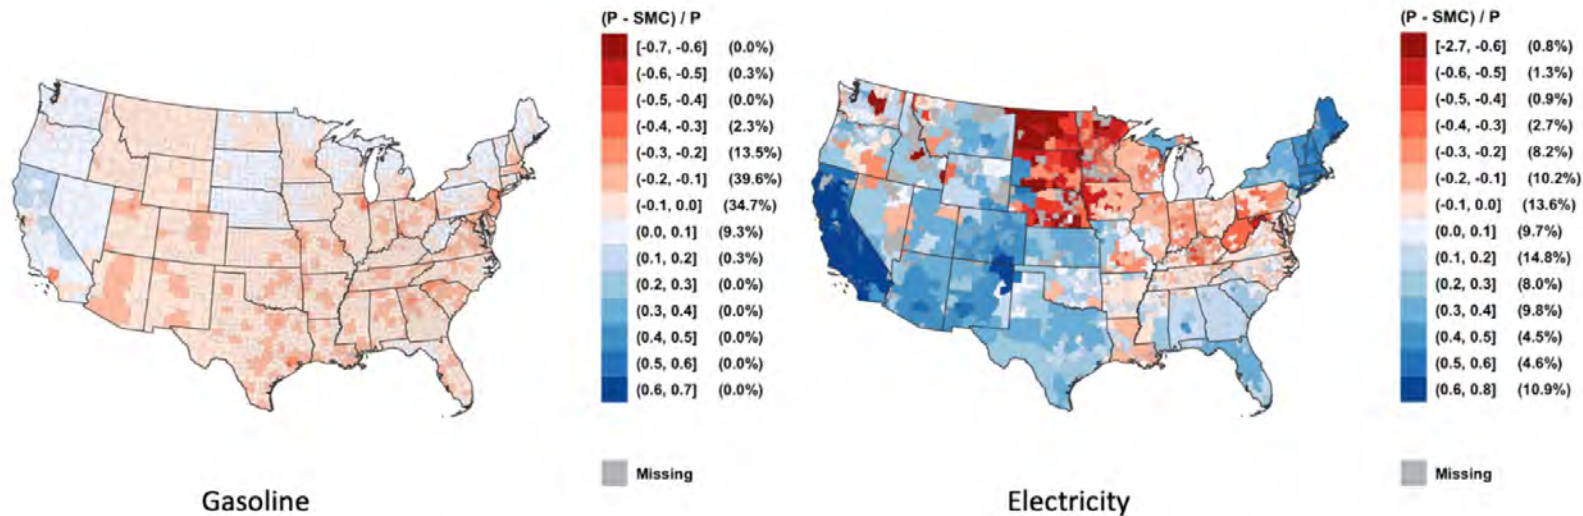 (P - SMC) / P
[-0.7, -0.6] (0.0%)
(-0.6, -0.5] (0.3%)
(-0.5, -0.4] (0.0%)
(-0.4, -0.3] (2.3%)
(-0.3, -0.2] (13.5%)
(-0.2, -0.1] (39.6%)
(-0.1, 0.0] (34.7%)
(0.0, 0.1] (9.3%)
(0.1, 0.2] (0.3%)
(0.2, 0.3] (0.0%)
(0.3, 0.4] (0.0%)
(0.4, 0.5] (0.0%)
(0.5, 0.6] (0.0%)
(0.6, 0.7] (0.0%)
Missing
Gasoline
(P - SMC) / P
[-2.7, -0.6] (0.8%)
(-0.6, -0.5] (1.3%)
(-0.5, -0.4] (0.9%)
(-0.4, -0.3] (2.7%)
(-0.3, -0.2] (8.2%)
(-0.2, -0.1] (10.2%)
(-0.1, 0.0] (13.6%)
(0.0, 0.1] (9.7%)
(0.1, 0.2] (14.8%)
(0.2, 0.3] (8.0%)
(0.3, 0.4] (9.8%)
(0.4, 0.5] (4.5%)
(0.5, 0.6] (4.6%)
(0.6, 0.8] (10.9%)
Missing
Electricity